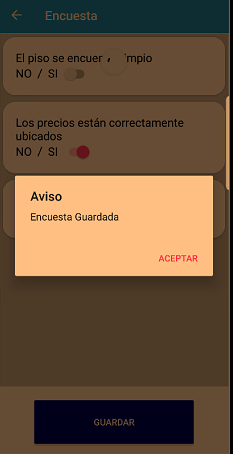 Encuesta
El piso se encuer mpio
NO / SI
Los precios están correctamente
ubicados
NO / SI
Aviso
Encuesta Guardada
ACEPTAR
GUARDAR